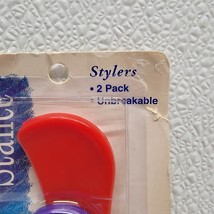 Stylers
• 2 Pack
• Unbreakable